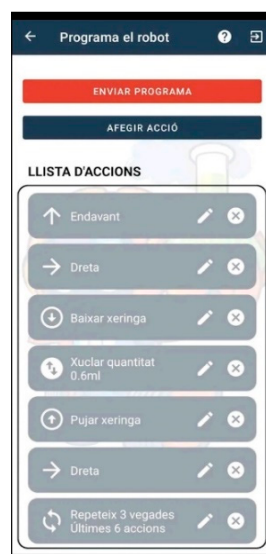 Programa el robot
ENVIAR PROGRAMA
AFEGIR ACCIÓ
LLISTA D'ACCIONS
Endavant
Dreta
Baixar xeringa
Xuclar quantitat
0.6ml
Pujar xeringa
Dreta
Repeteix 3 vegades
Últimes 6 accions